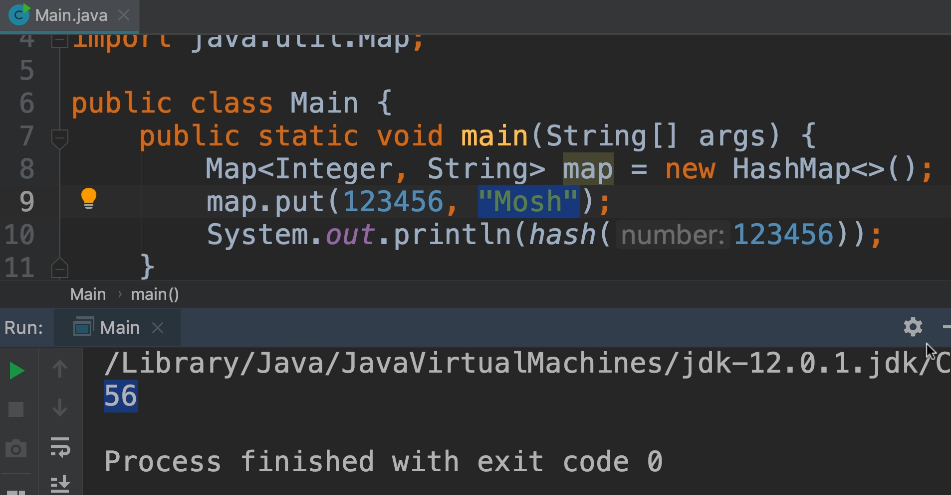 Main.java
4 import java.util.Map;
5
6 public class Main {
7 public static void main(String[] args) {
8 Map<Integer, String> map = new HashMap<>();
9 map.put(123456, "Mosh");
10 System.out.println(hash( number: 123456));
11 }
Main › main()
Run: Main
/Library/Java/JavaVirtualMachines/jdk-12.0.1.jdk/C
56
Process finished with exit code 0